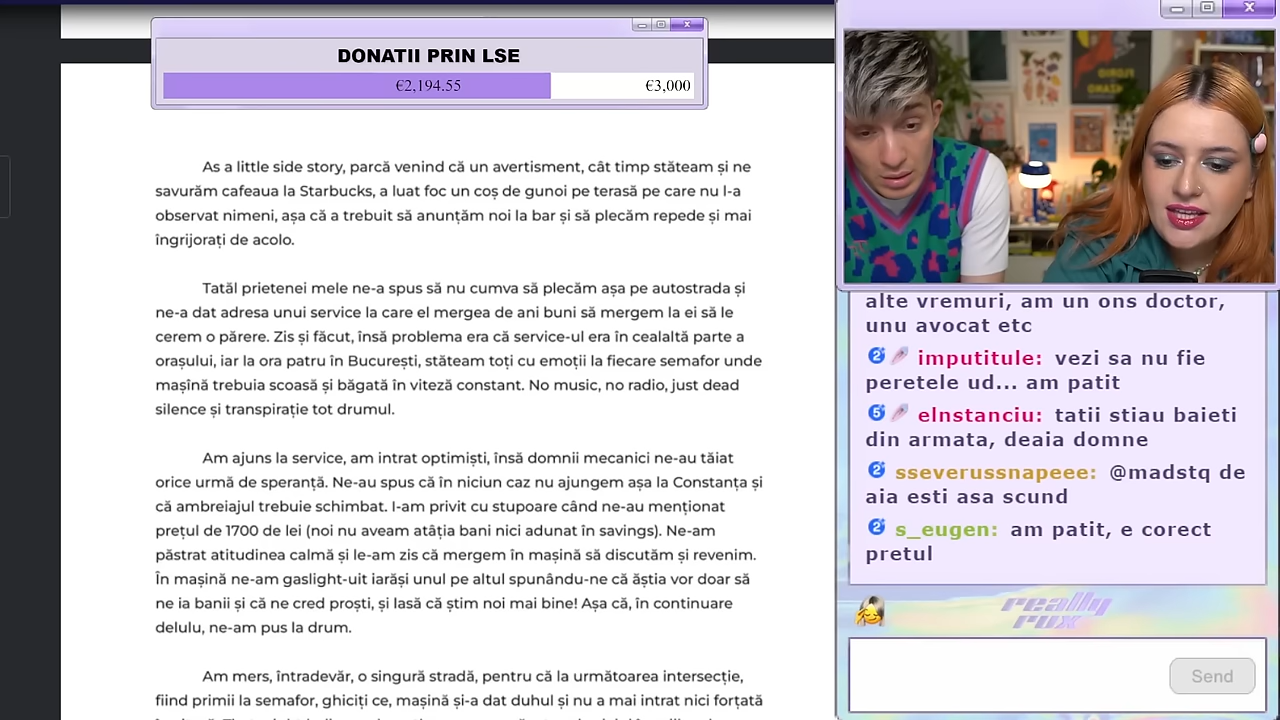 DONATII PRIN LSE
€2,194.55
€3,000
As a little side story, parcă venind că un avertisment, cât timp stăteam și ne
savurăm cafeaua la Starbucks, a luat foc un coș de gunoi pe terasă pe care nu l-a
observat nimeni, așa că a trebuit să anunțăm noi la bar și să plecăm repede și mai
îngrijorați de acolo.
Tatăl prietenei mele ne-a spus să nu cumva să plecăm așa pe autostrada și
ne-a dat adresa unui service la care el mergea de ani buni să mergem la ei să le
cerem o părere. Zis și făcut, însă problema era că service-ul era în cealaltă parte a
orașului, iar la ora patru în București, stăteam toți cu emoții la fiecare semafor unde
mașînă trebuia scoasă și băgată în viteză constant. No music, no radio, just dead
silence și transpirație tot drumul.
Am ajuns la service, am intrat optimiști, însă domnii mecanici ne-au tăiat
orice urmă de speranță. Ne-au spus că în niciun caz nu ajungem așa la Constanța și
că ambreiajul trebuie schimbat. I-am privit cu stupoare când ne-au menționat
prețul de 1700 de lei (noi nu aveam atâția bani nici adunat în savings). Ne-am
păstrat atitudinea calmă și le-am zis că mergem în mașină să discutăm și revenim.
În mașină ne-am gaslight-uit iarăși unul pe altul spunându-ne că ăștia vor doar să
ne ia banii și că ne cred proști, și lasă că știm noi mai bine! Așa că, în continuare
delulu, ne-am pus la drum.
Am mers, întradevăr, o singură stradă, pentru că la următoarea intersecție,
fiind primii la semafor, ghiciți ce, mașină și-a dat duhul și nu a mai intrat nici forțată
alte vremuri, am un ons doctor,
unu avocat etc
imputitule: vezi sa nu fie
peretele ud... am patit
elnstanciu: tatii stiau baieti
din armata, deaia domne
sseverussnapeee: @madstq de
aia esti asa scund
s_eugen: am patit, e corect
pretul
really
rux
Send